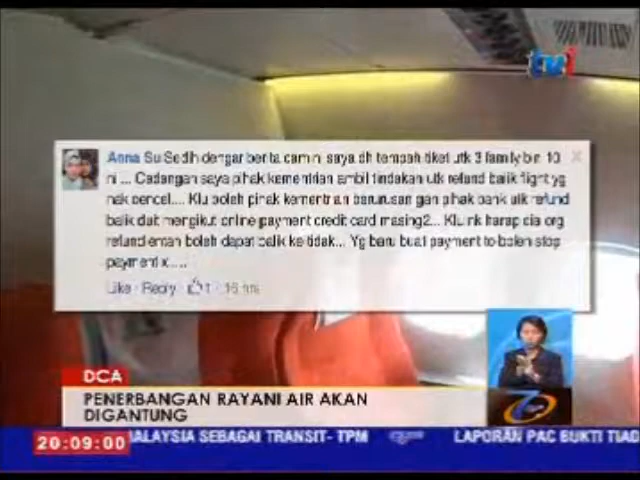 tv1
Anna Su Sedih dengar berita camni saya dh tempah tiket utk 3 family bln 10
ni.... Cadangan saya pihak kementrian ambil tindakan utk refund balik flight yg
nak cencel.... Klu boleh pihak kementrian berurusan gan pihak bank utk refund
balik duit mengikut online payment credit card masing2... Klu nk harap dia org
refund entah boleh dapat balik ke tidak... Yg baru buat payment to boleh stop
payment x.....
Like · Reply · 1 · 16 hrs
DCA
PENERBANGAN RAYANI AIR AKAN
DIGANTUNG
20:09:00 MALAYSIA SEBAGAI TRANSIT- TPM LAPORAN PAC BUKTI TIAD